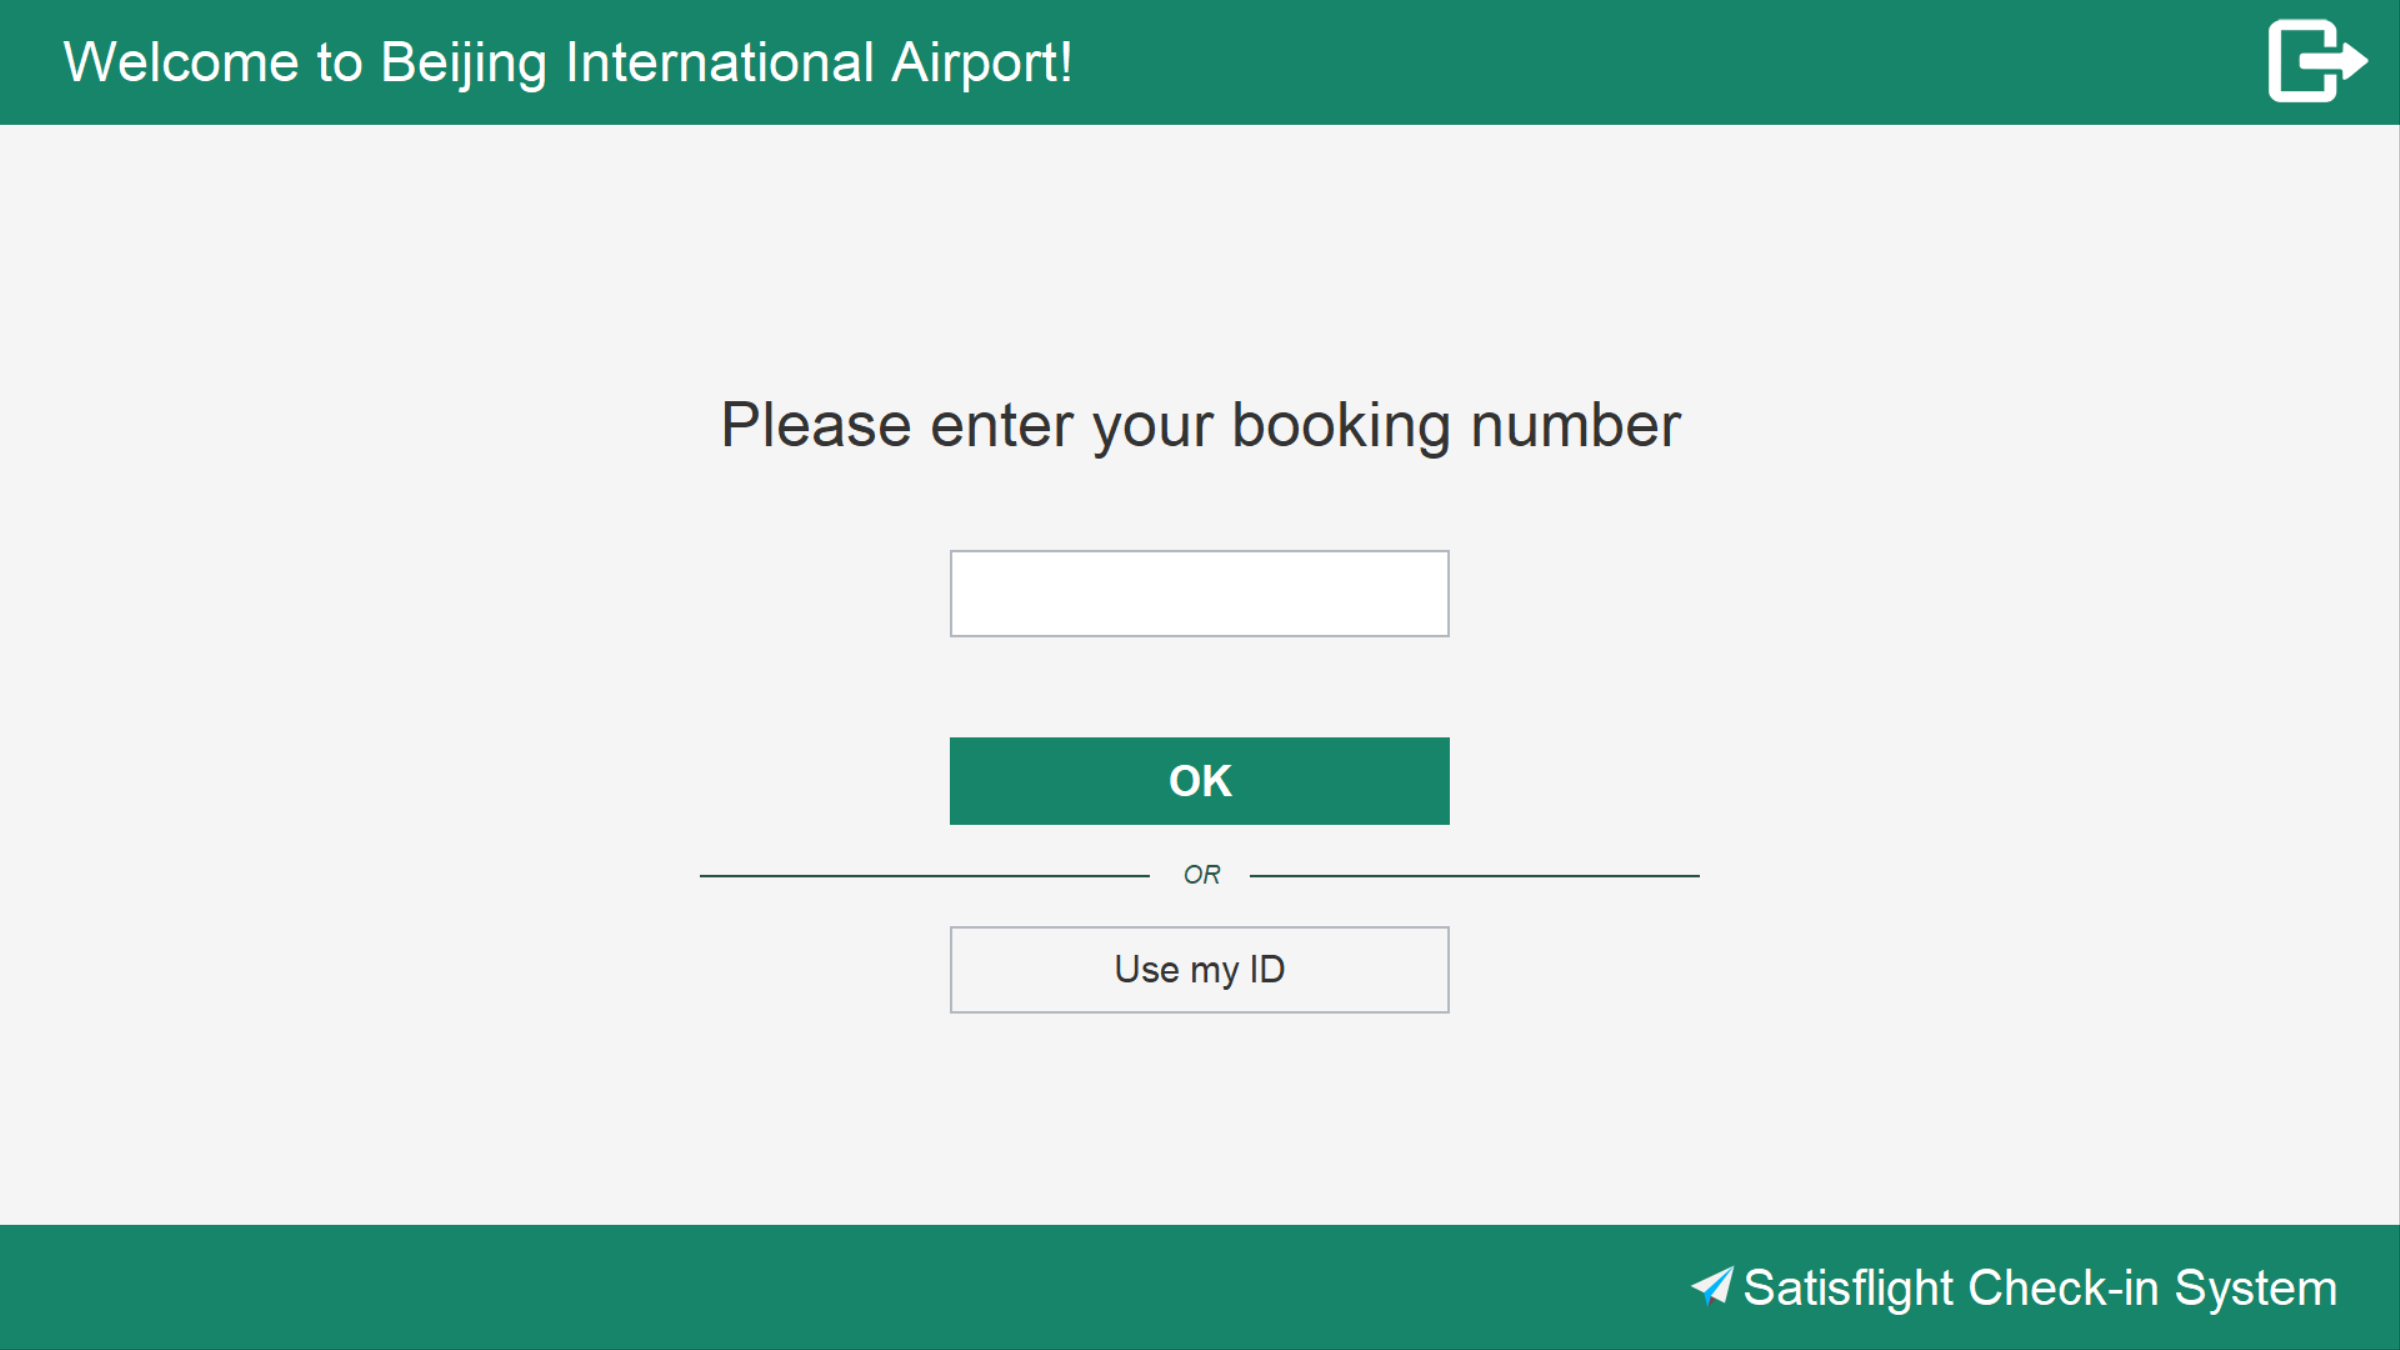 Welcome to Beijing International Airport!
Please enter your booking number
OK
OR
Use my ID
Satisflight Check-in System